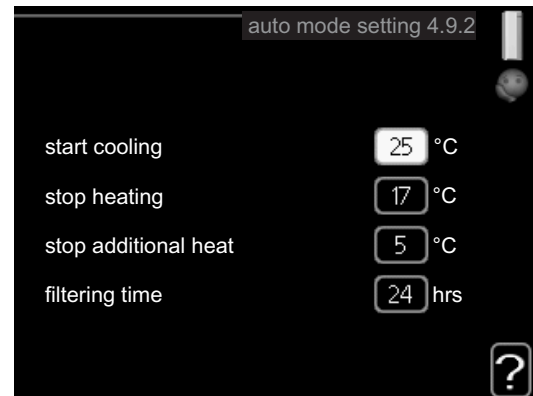 auto mode setting 4.9.2
start cooling 25 °C
stop heating 17 °C
stop additional heat 5 °C
filtering time 24 hrs
?